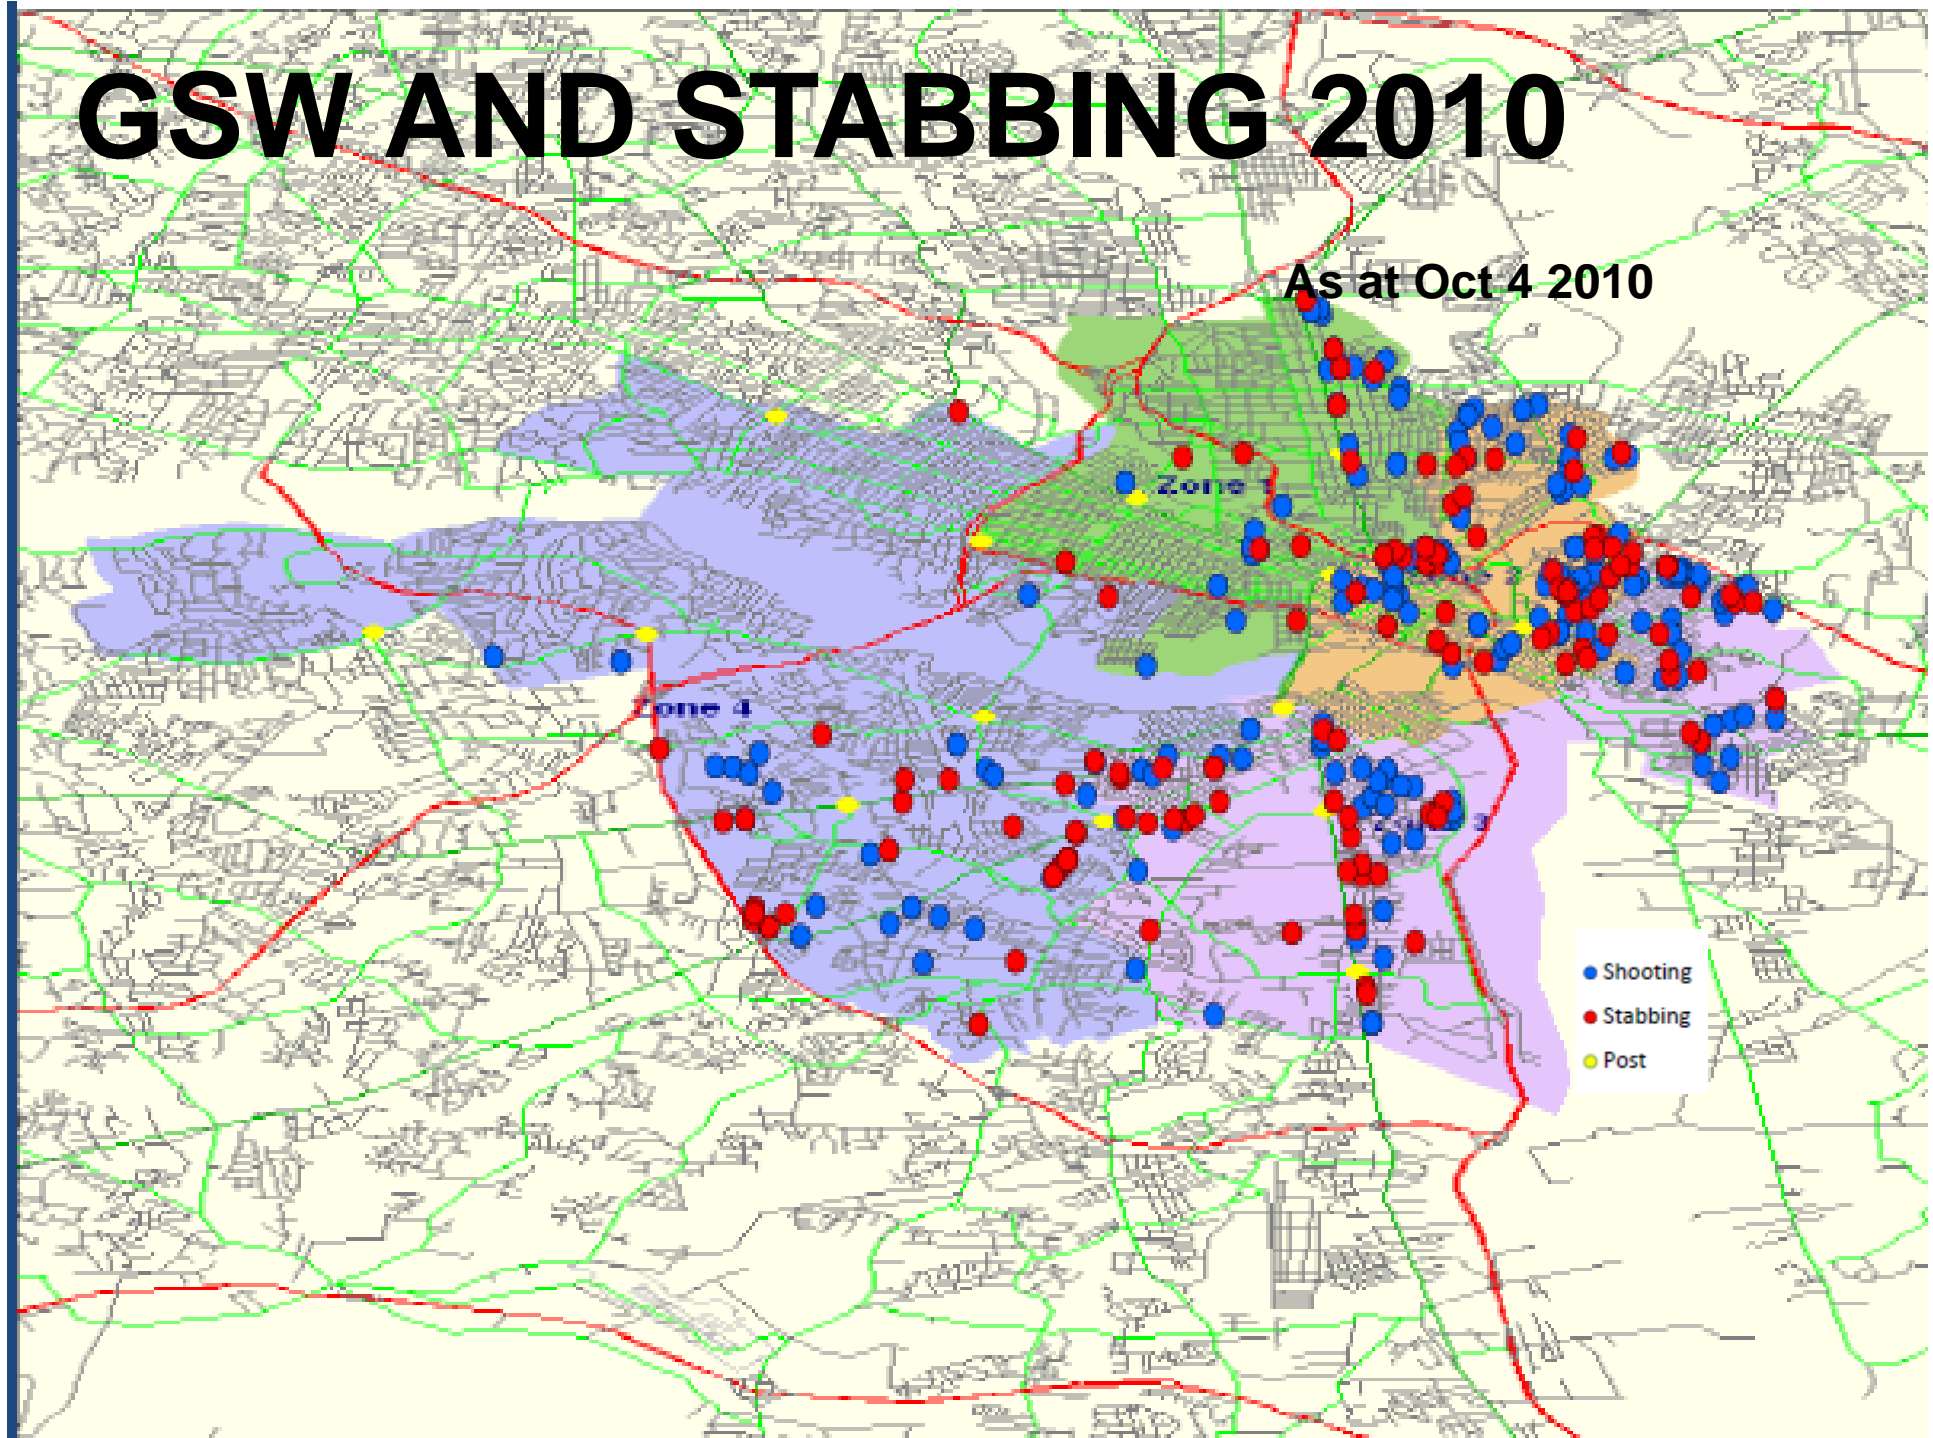 GSW AND STABBING 2010
As at Oct 4 2010
Zone 1
Zone 4
Shooting
Stabbing
Post